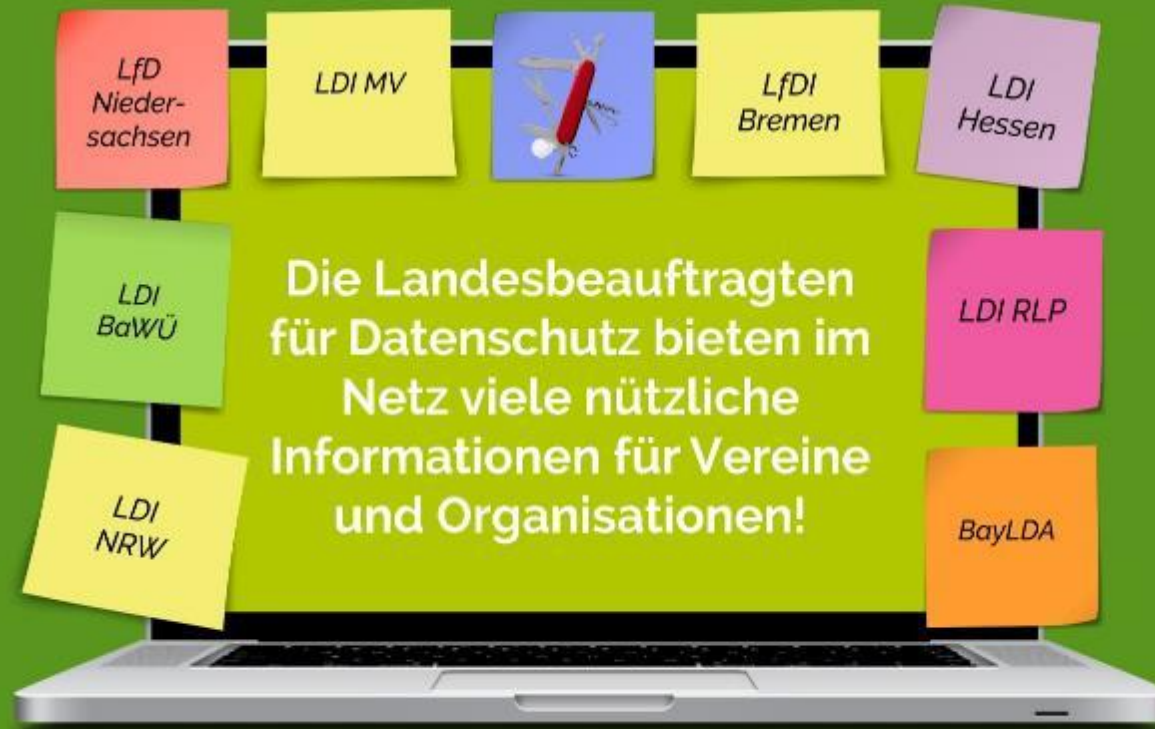 LfD
Nieder-
sachsen
LDI MV
LfDI
Bremen
LDI
Hessen
LDI
BaWÜ
Die Landesbeauftragten
für Datenschutz bieten im
Netz viele nützliche
Informationen für Vereine
und Organisationen!
LDI RLP
LDI
NRW
BayLDA